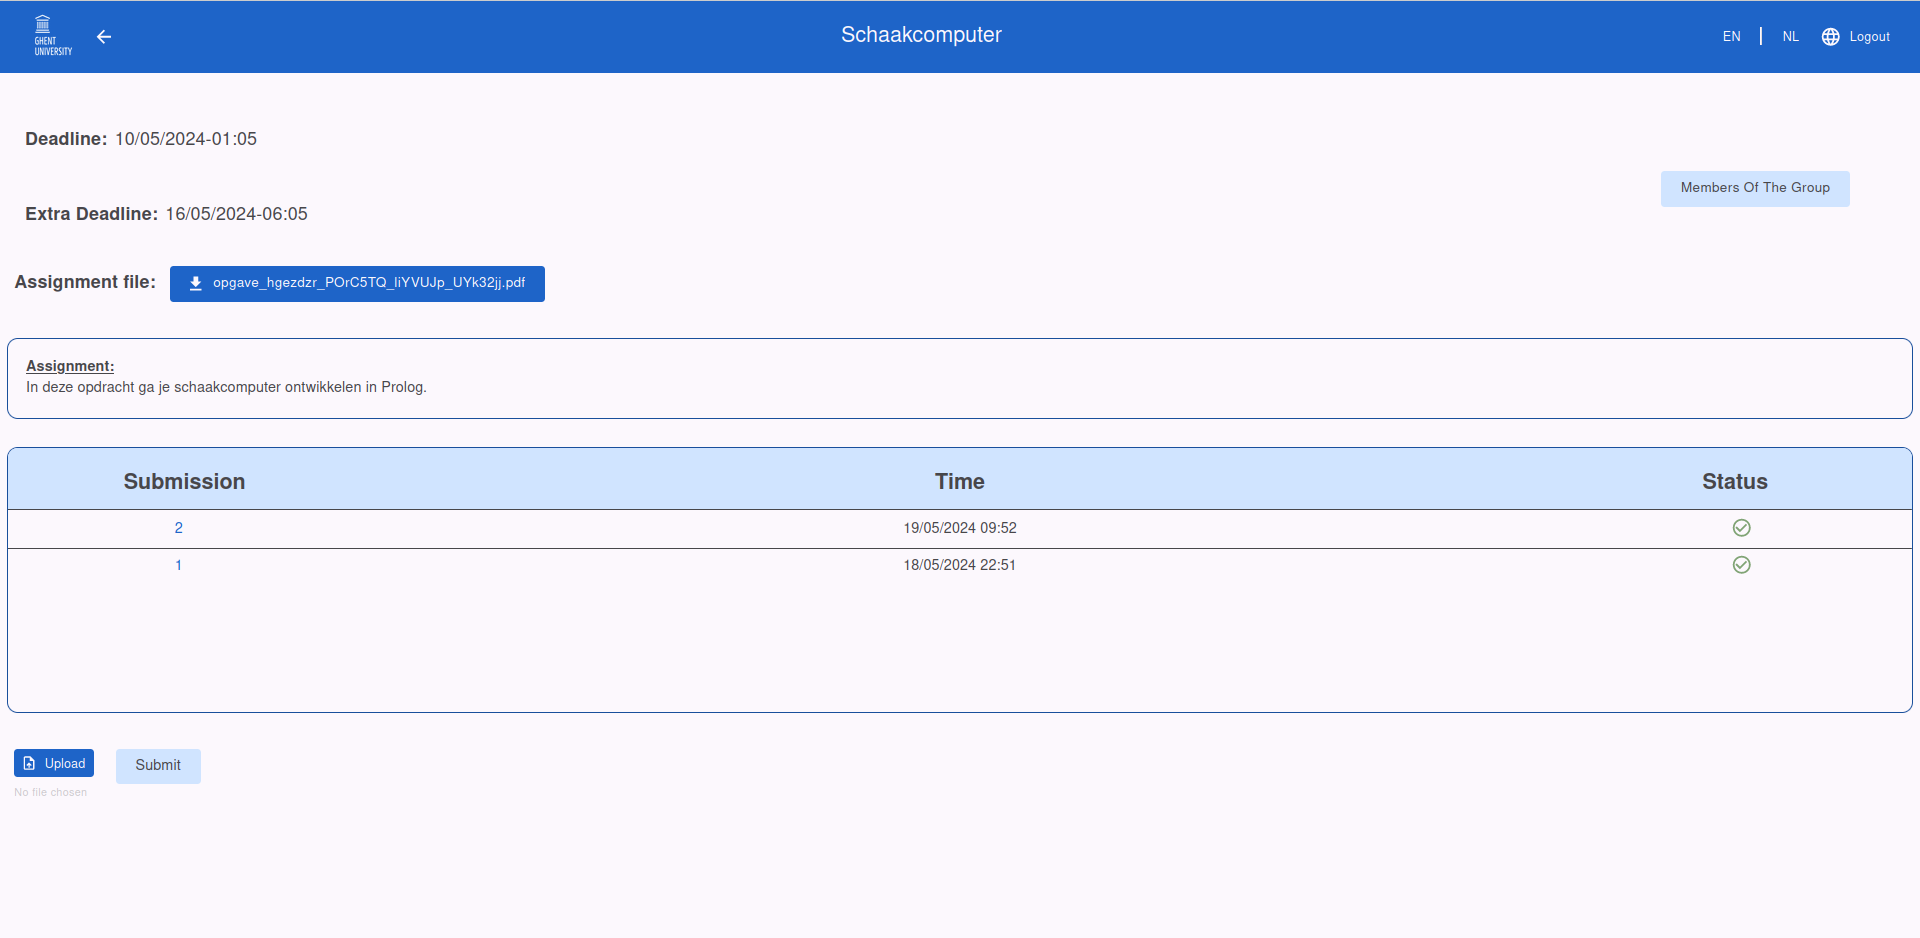 GHENT
UNIVERSITY
Schaakcomputer
EN | NL Logout
Deadline: 10/05/2024-01:05
Members Of The Group
Extra Deadline: 16/05/2024-06:05
Assignment file: opgave_hgezdzr_POrC5TQ_liYVUJp_UYk32jj.pdf
Assignment:
In deze opdracht ga je schaakcomputer ontwikkelen in Prolog.
Submission Time Status
2 19/05/2024 09:52
1 18/05/2024 22:51
Upload Submit
No file chosen